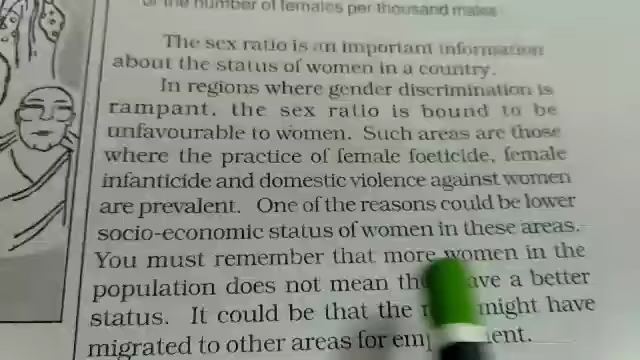 of the number of females per thousand males
The sex ratio is an important information
about the status of women in a country.
In regions where gender discrimination is
rampant, the sex ratio is bound to be
unfavourable to women. Such areas are those
where the practice of female foeticide, female
infanticide and domestic violence against women
are prevalent. One of the reasons could be lower
socio-economic status of women in these areas.
You must remember that more women in the
population does not mean ave a better
status. It could be that the might have
migrated to other areas for